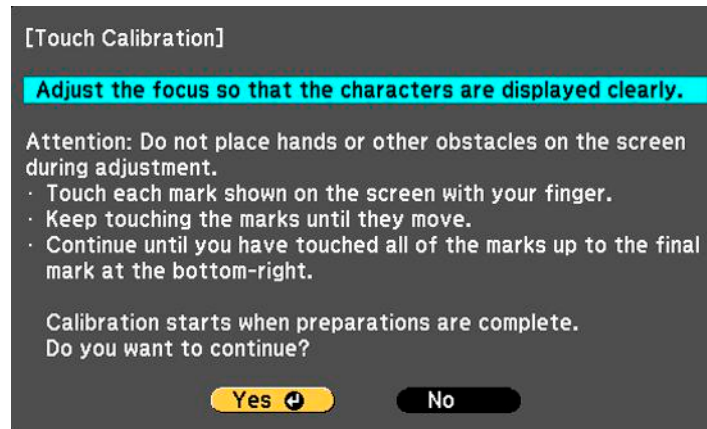 [Touch Calibration]
Adjust the focus so that the characters are displayed clearly.
Attention: Do not place hands or other obstacles on the screen
during adjustment.
· Touch each mark shown on the screen with your finger.
· Keep touching the marks until they move.
· Continue until you have touched all of the marks up to the final
mark at the bottom-right.
Calibration starts when preparations are complete.
Do you want to continue?
Yes No